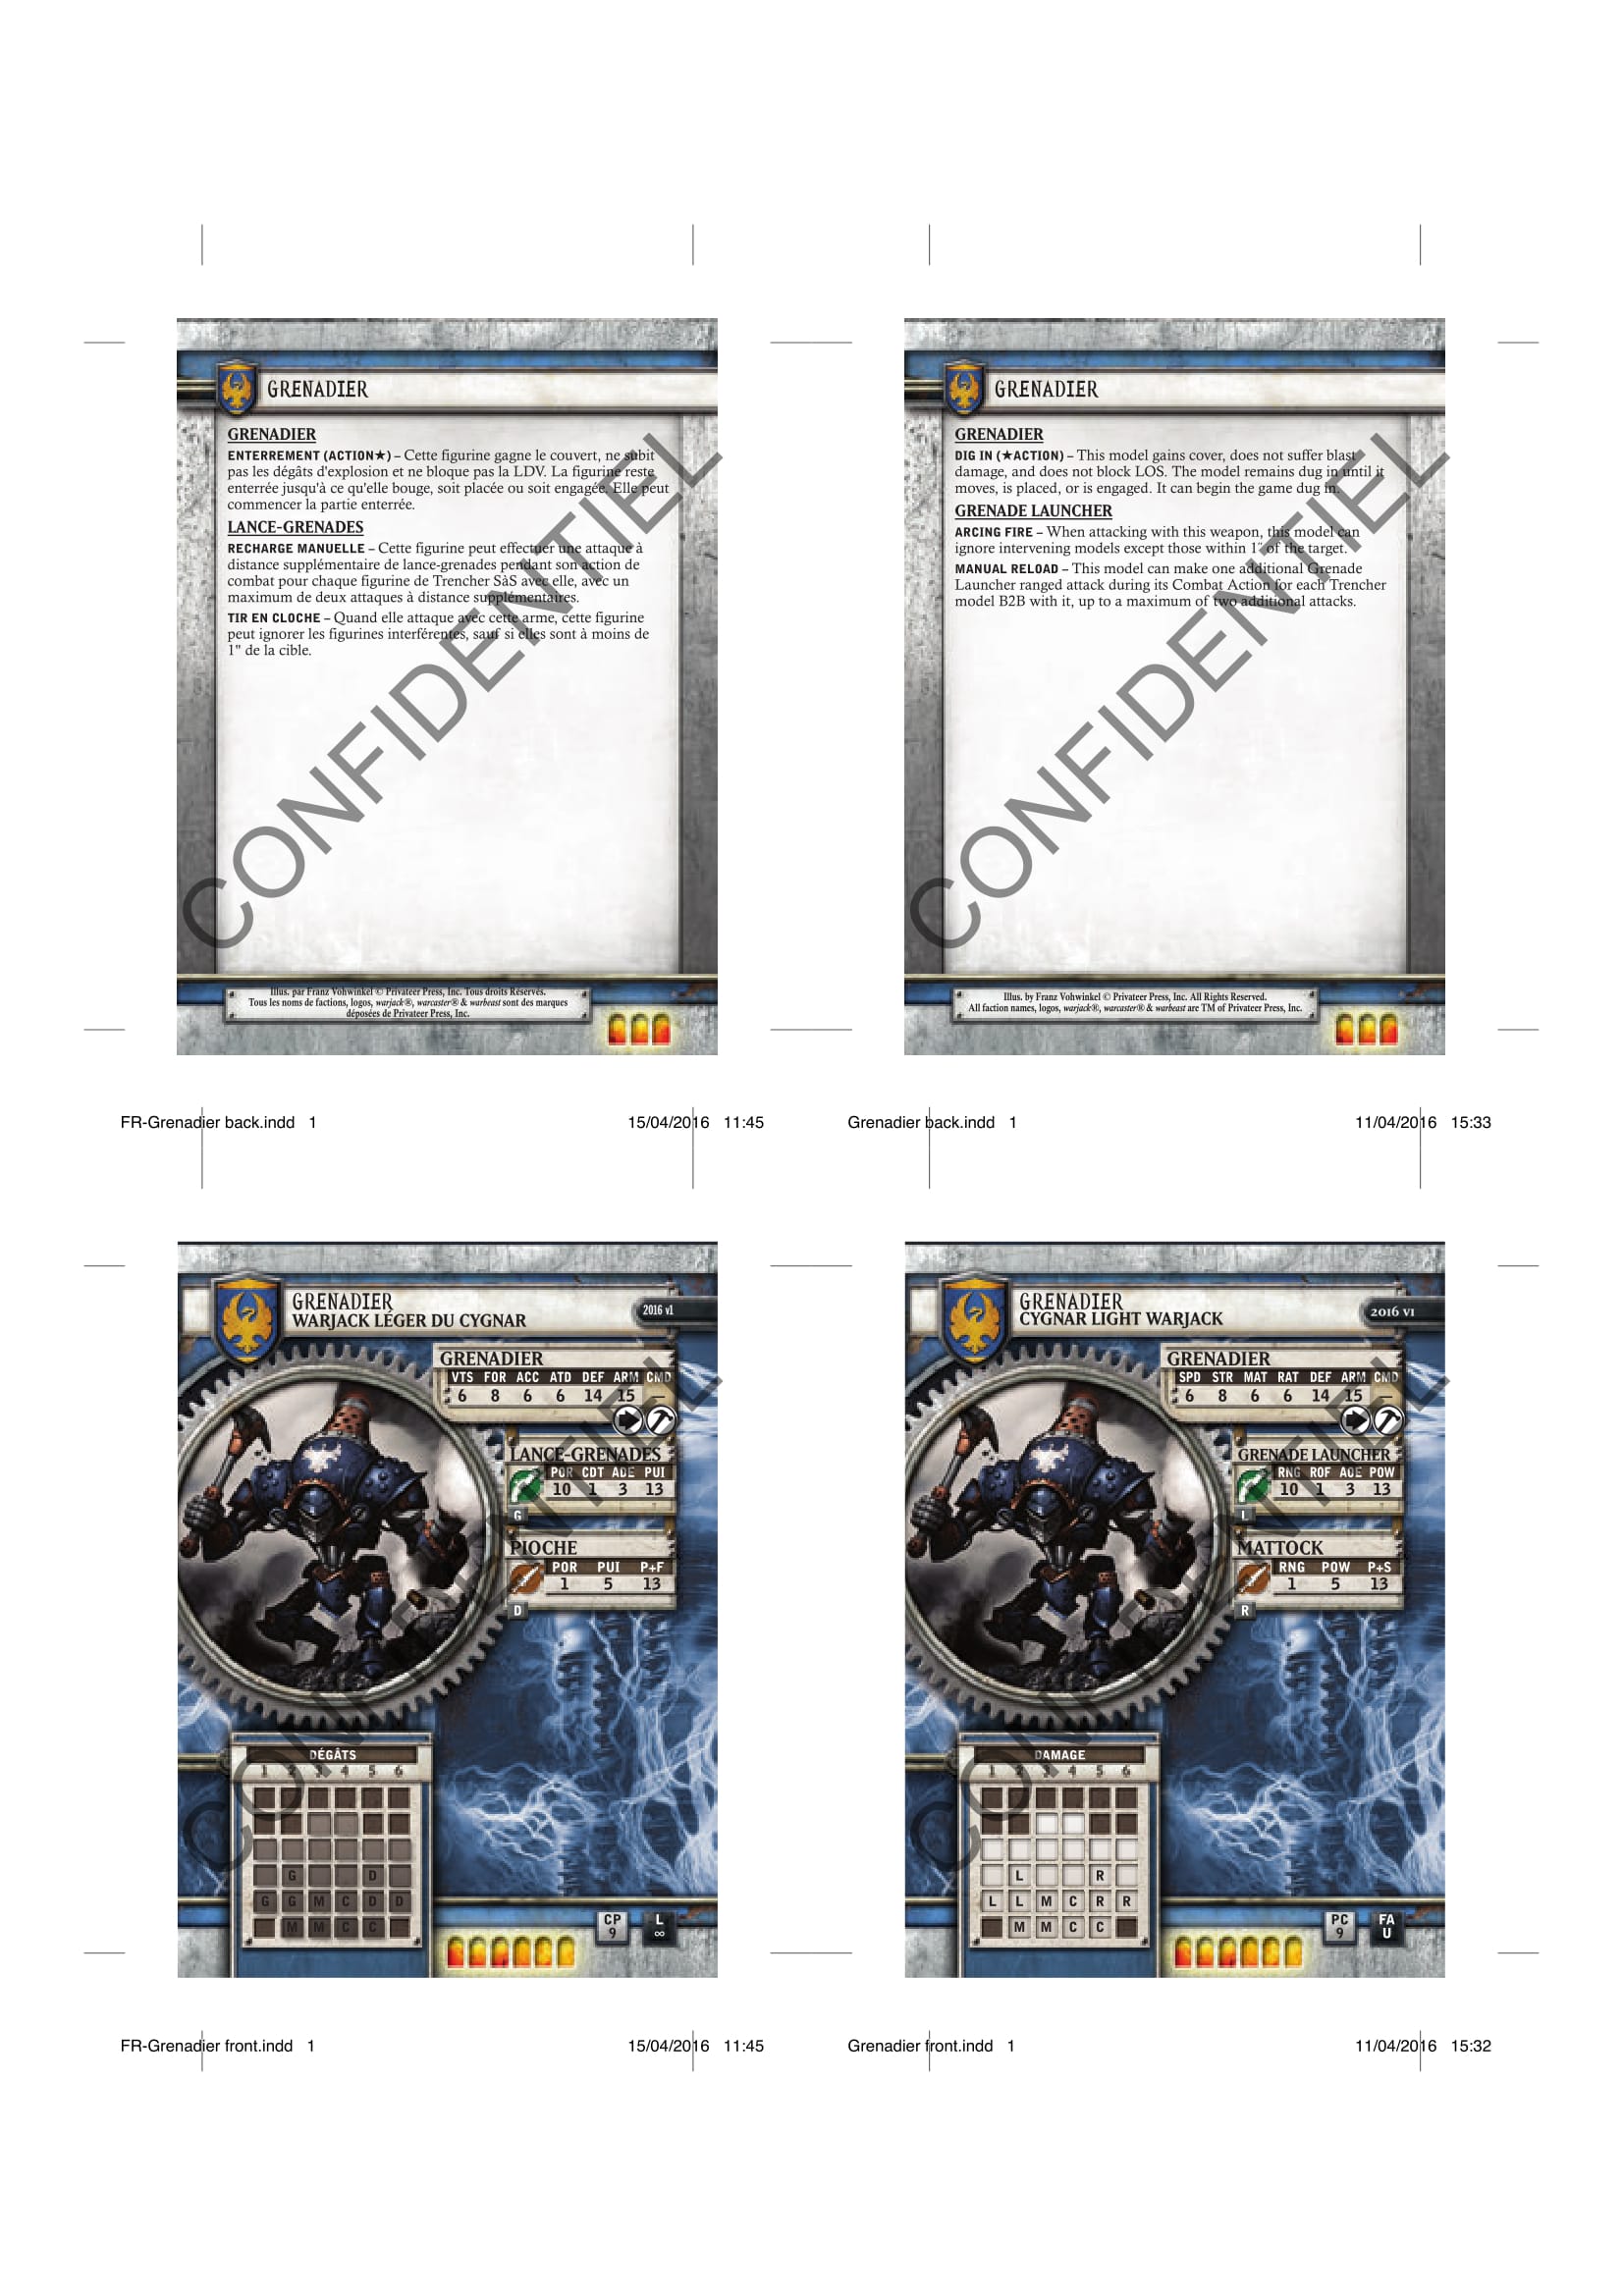 GRENADIER
GRENADIER
ENTERREMENT (ACTION★) – Cette figurine gagne le couvert, ne subit
pas les dégâts d'explosion et ne bloque pas la LDV. La figurine reste
enterrée jusqu'à ce qu'elle bouge, soit placée ou soit engagée. Elle peut
commencer la partie enterrée.
LANCE-GRENADES
RECHARGE MANUELLE – Cette figurine peut effectuer une attaque à
distance supplémentaire de lance-grenades pendant son action de
combat pour chaque figurine de Trencher SàS avec elle, avec un
maximum de deux attaques à distance supplémentaires.
TIR EN CLOCHE – Quand elle attaque avec cette arme, cette figurine
peut ignorer les figurines interférentes, sauf si elles sont à moins de
1" de la cible.
CONFIDENTIEL
Illus. par Franz Vohwinkel © Privateer Press, Inc. Tous droits Réservés.
Tous les noms de factions, logos, warjack®, warcaster® & warbeast sont des marques
déposées de Privateer Press, Inc.
FR-Grenadier back.indd 1
15/04/2016 11:45
GRENADIER
GRENADIER
DIG IN (★ACTION) – This model gains cover, does not suffer blast
damage, and does not block LOS. The model remains dug in until it
moves, is placed, or is engaged. It can begin the game dug in.
GRENADE LAUNCHER
ARCING FIRE – When attacking with this weapon, this model can
ignore intervening models except those within 1˝ of the target.
MANUAL RELOAD – This model can make one additional Grenade
Launcher ranged attack during its Combat Action for each Trencher
model B2B with it, up to a maximum of two additional attacks.
CONFIDENTIEL
Illus. by Franz Vohwinkel © Privateer Press, Inc. All Rights Reserved.
All faction names, logos, warjack®, warcaster® & warbeast are TM of Privateer Press, Inc.
Grenadier back.indd 1
11/04/2016 15:33
GRENADIER
WARJACK LÉGER DU CYGNAR
2016 v1
GRENADIER
VTS FOR ACC ATD DEF ARM CMD
6 8 6 6 14 15 —
LANCE-GRENADES
POR CDT ADE PUI
10 1 3 13
G
PIOCHE
POR PUI P+F
1 5 13
D
DÉGÂTS
1 2 3 4 5 6
G D
G G M C D D
M M C C
CP
9
L
∞
CONFIDENTIEL
FR-Grenadier front.indd 1
15/04/2016 11:45
GRENADIER
CYGNAR LIGHT WARJACK
2016 V1
GRENADIER
SPD STR MAT RAT DEF ARM CMD
6 8 6 6 14 15 —
GRENADE LAUNCHER
RNG ROF AOE POW
10 1 3 13
L
MATTOCK
RNG POW P+S
1 5 13
R
DAMAGE
1 2 3 4 5 6
L R
L L M C R R
M M C C
PC
9
FA
U
CONFIDENTIEL
Grenadier front.indd 1
11/04/2016 15:32